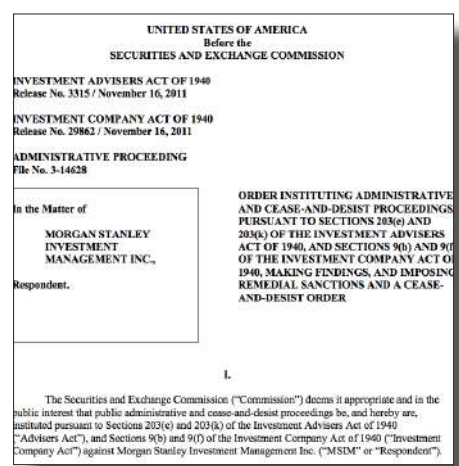 UNITED STATES OF AMERICA
Before the
SECURITIES AND EXCHANGE COMMISSION
INVESTMENT ADVISERS ACT OF 1940
Release No. 3315 / November 16, 2011
INVESTMENT COMPANY ACT OF 1940
Release No. 29862 / November 16, 2011
ADMINISTRATIVE PROCEEDING
File No. 3-14628
In the Matter of
MORGAN STANLEY
INVESTMENT
MANAGEMENT INC.,
Respondent.
ORDER INSTITUTING ADMINISTRATIVE
AND CEASE-AND-DESIST PROCEEDINGS
PURSUANT TO SECTIONS 203(e) AND
203(k) OF THE INVESTMENT ADVISERS
ACT OF 1940, AND SECTIONS 9(b) AND 9(f
OF THE INVESTMENT COMPANY ACT O
1940, MAKING FINDINGS, AND IMPOSING
REMEDIAL SANCTIONS AND A CEASE-
AND-DESIST ORDER
I.
The Securities and Exchange Commission (“Commission”) deems it appropriate and in the
public interest that public administrative and cease-and-desist proceedings be, and hereby are,
instituted pursuant to Sections 203(e) and 203(k) of the Investment Advisers Act of 1940
(“Advisers Act”), and Sections 9(b) and 9(f) of the Investment Company Act of 1940 (“Investment
Company Act”) against Morgan Stanley Investment Management Inc. (“MSIM” or “Respondent”).